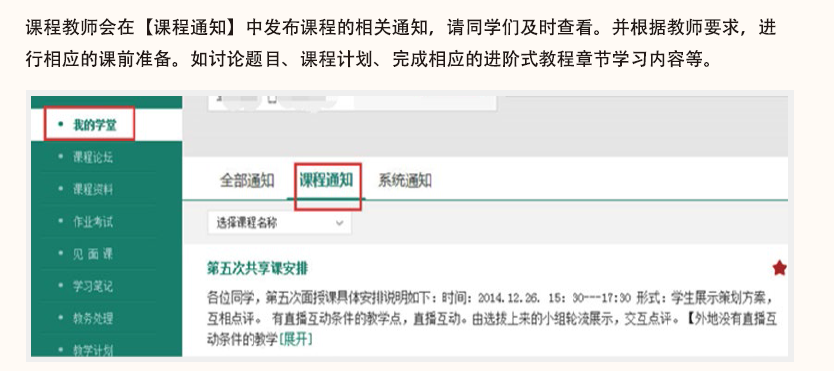 课程教师会在【课程通知】中发布课程的相关通知，请同学们及时查看。并根据教师要求，进
行相应的课前准备。如讨论题目、课程计划、完成相应的进阶式教程章节学习内容等。
我的学堂
课程论坛
课程资料
作业考试
见 面 课
学习笔记
教务处理
教学计划
全部通知 课程通知 系统通知
选择课程名称
第五次共享课安排
各位同学，第五次面授课具体安排说明如下：时间：2014.12.26. 15：30---17:30 形式：学生展示策划方案，
互相点评。 有直播互动条件的教学点，直播互动。由选拔上来的小组轮流展示，交互点评。【外地没有直播互
动条件的教学[展开]